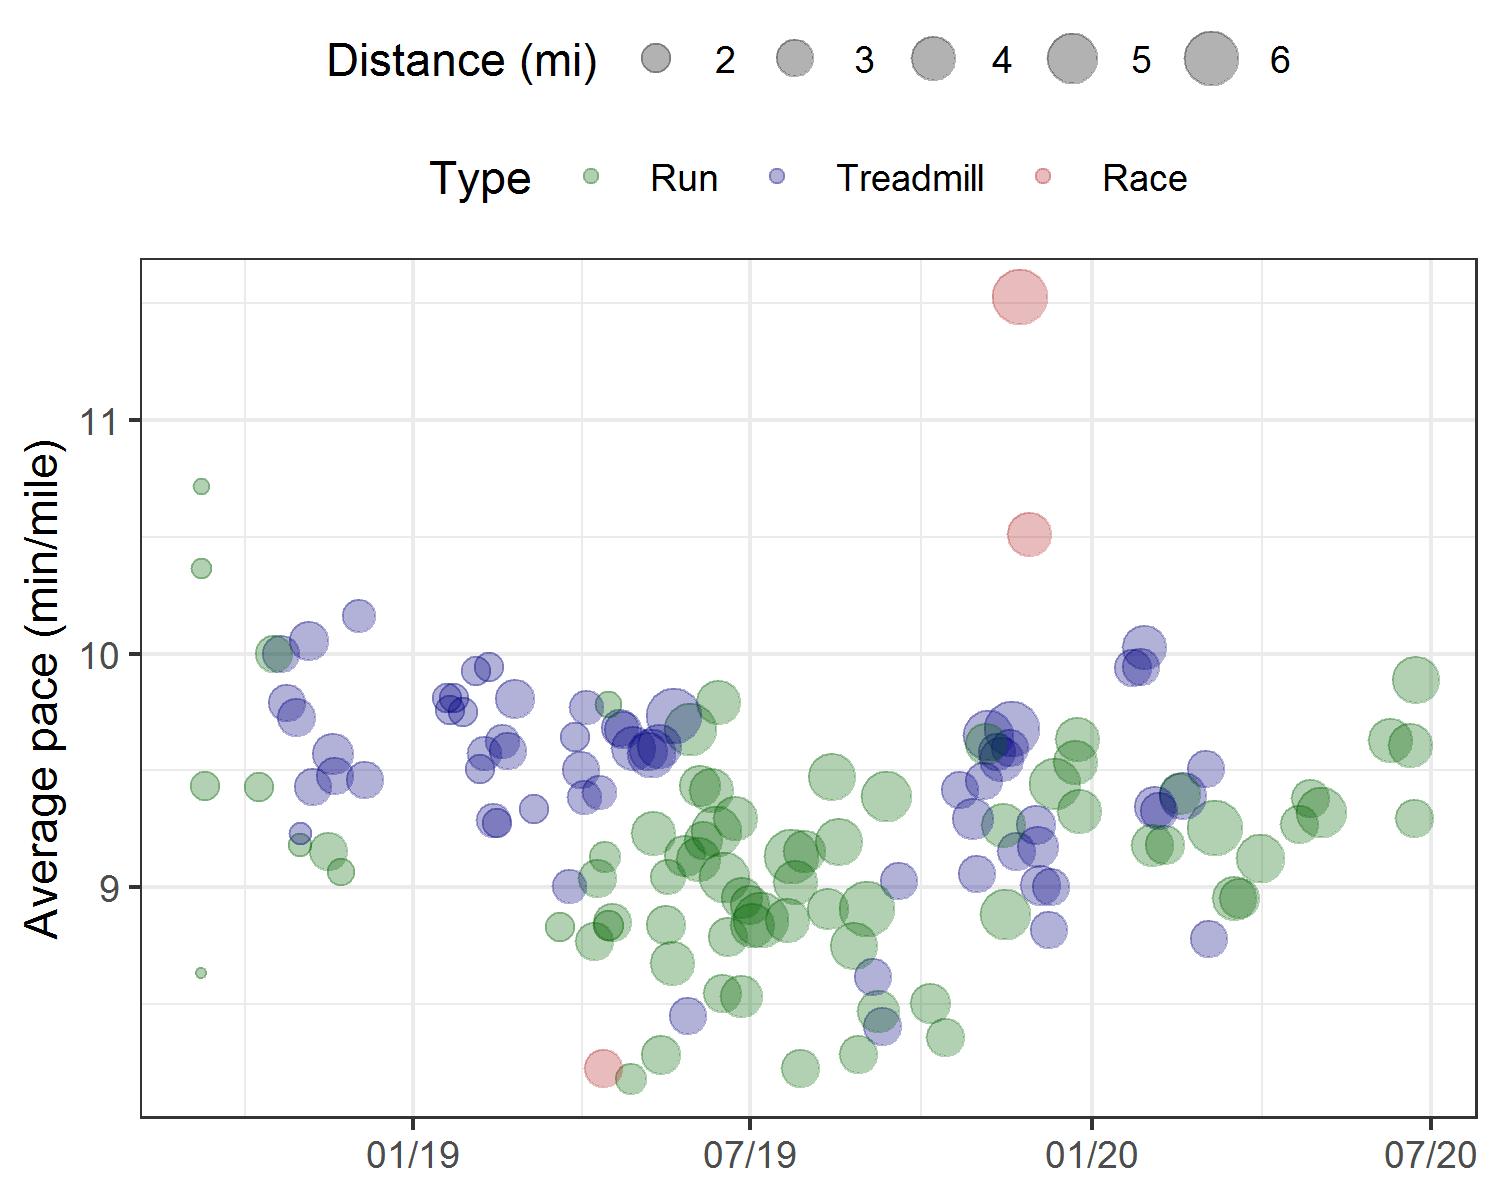 Distance (mi) 2 3 4 5 6
Type Run Treadmill Race
Average pace (min/mile)
11
10
9
01/19 07/19 01/20 07/20